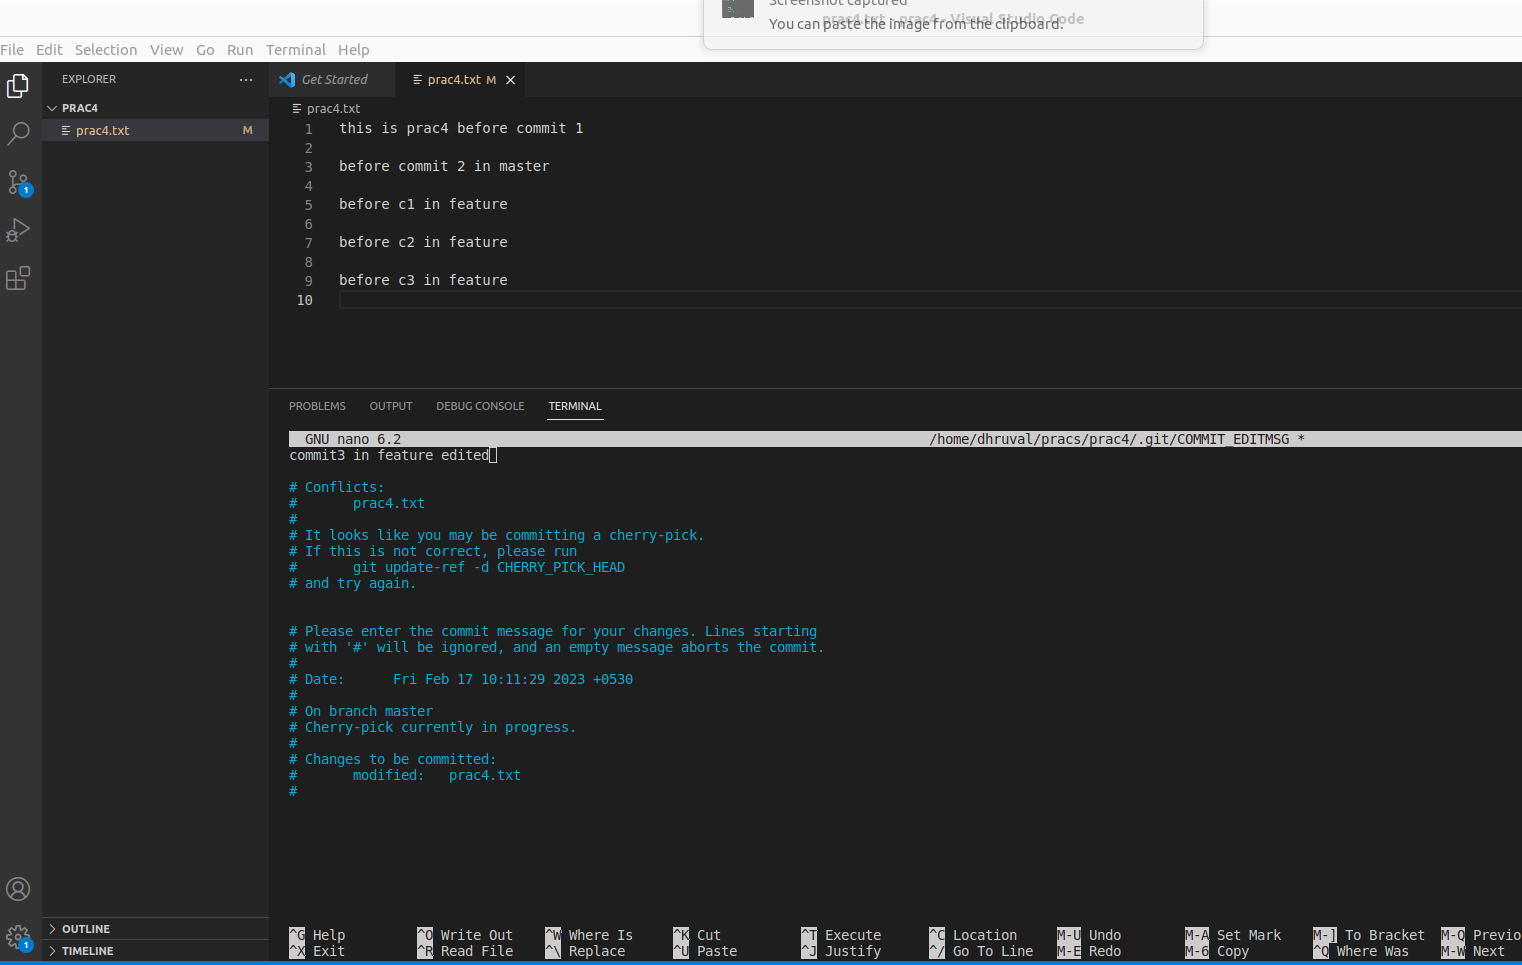 Screenshot captured
prac4.txt - prac4 - Visual Studio Code
You can paste the image from the clipboard.
File Edit Selection View Go Run Terminal Help
EXPLORER ···
Get Started
prac4.txt M
PRAC4
prac4.txt M
prac4.txt
1 this is prac4 before commit 1
2
3 before commit 2 in master
4
5 before c1 in feature
6
7 before c2 in feature
8
9 before c3 in feature
10
1
PROBLEMS OUTPUT DEBUG CONSOLE TERMINAL
GNU nano 6.2 /home/dhruval/pracs/prac4/.git/COMMIT_EDITMSG *
commit3 in feature edited
# Conflicts:
#       prac4.txt
#
# It looks like you may be committing a cherry-pick.
# If this is not correct, please run
#       git update-ref -d CHERRY_PICK_HEAD
# and try again.
# Please enter the commit message for your changes. Lines starting
# with '#' will be ignored, and an empty message aborts the commit.
#
# Date:      Fri Feb 17 10:11:29 2023 +0530
#
# On branch master
# Cherry-pick currently in progress.
#
# Changes to be committed:
#       modified:   prac4.txt
#
OUTLINE
TIMELINE
1
^G Help ^O Write Out ^W Where Is ^K Cut ^T Execute ^C Location M-U Undo M-A Set Mark M-] To Bracket M-Q Previo
^X Exit ^R Read File ^\ Replace ^U Paste ^J Justify ^/ Go To Line M-E Redo M-6 Copy ^Q Where Was M-W Next